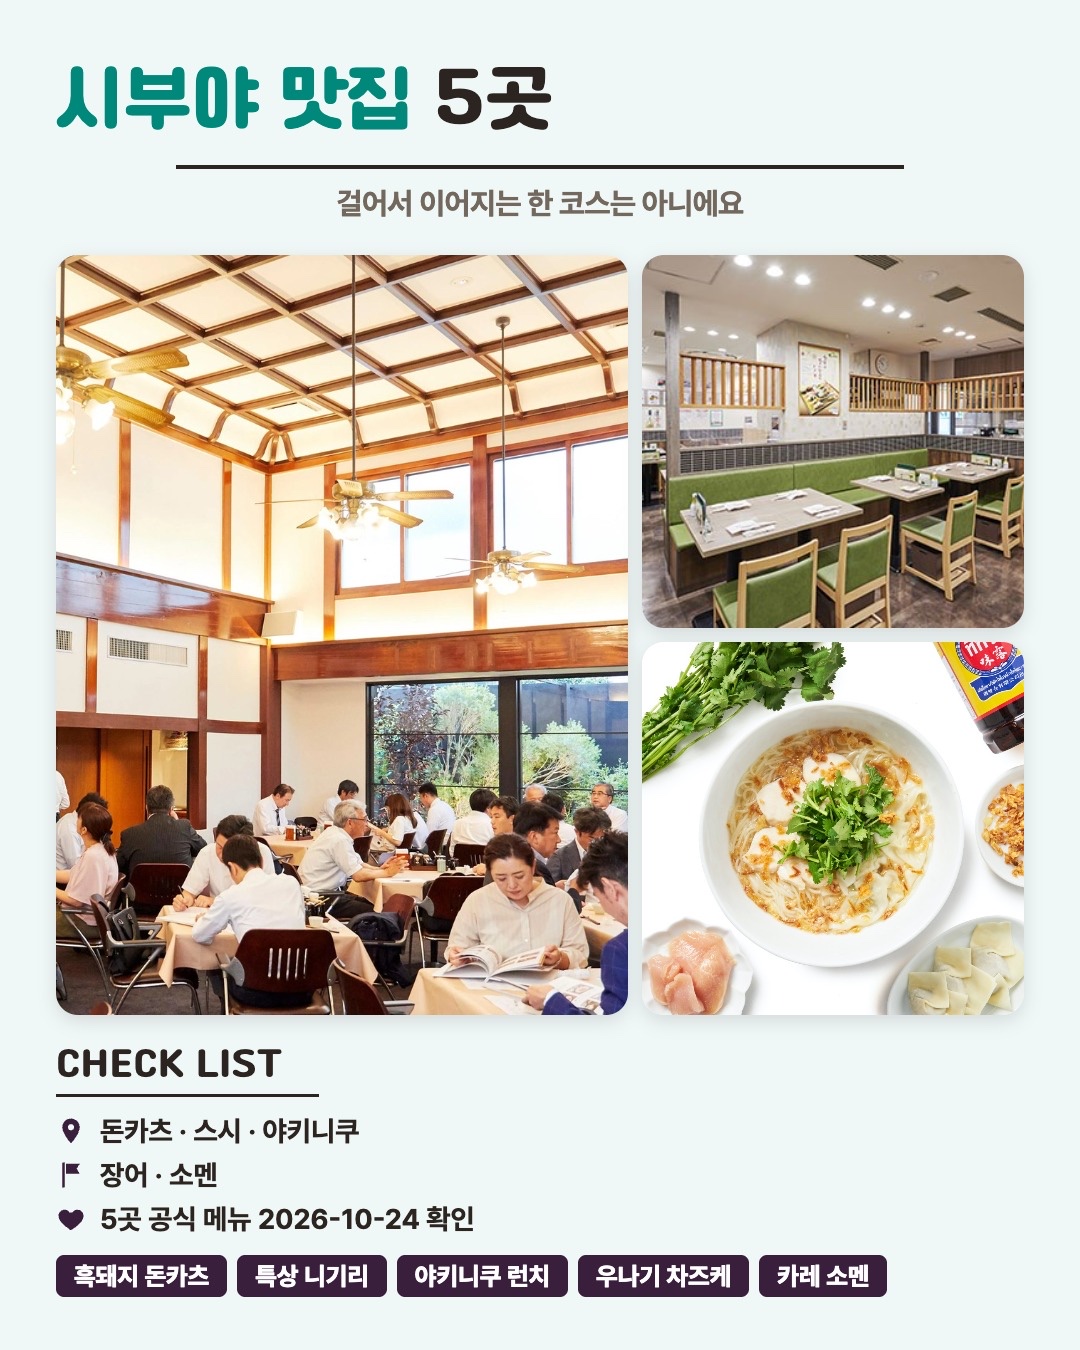 시부야 맛집 5곳
걸어서 이어지는 한 코스는 아니에요
CHECK LIST
돈카츠 · 스시 · 야키니쿠
장어 · 소멘
5곳 공식 메뉴 2026-10-24 확인
흑돼지 돈카츠 특상 니기리 야키니쿠 런치 우나기 차즈케 카레 소멘